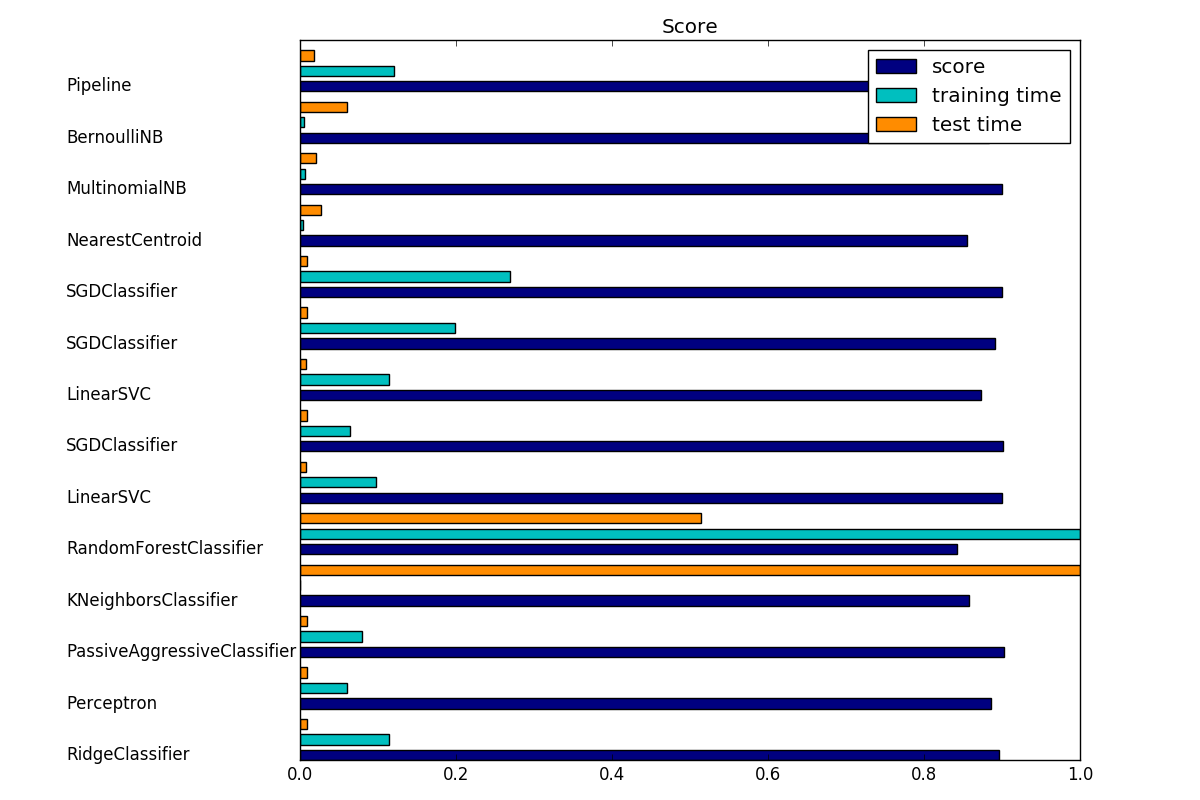 Score
score
training time
test time
Pipeline
BernoulliNB
MultinomialNB
NearestCentroid
SGDClassifier
SGDClassifier
LinearSVC
SGDClassifier
LinearSVC
RandomForestClassifier
KNeighborsClassifier
PassiveAggressiveClassifier
Perceptron
RidgeClassifier
0.0 0.2 0.4 0.6 0.8 1.0